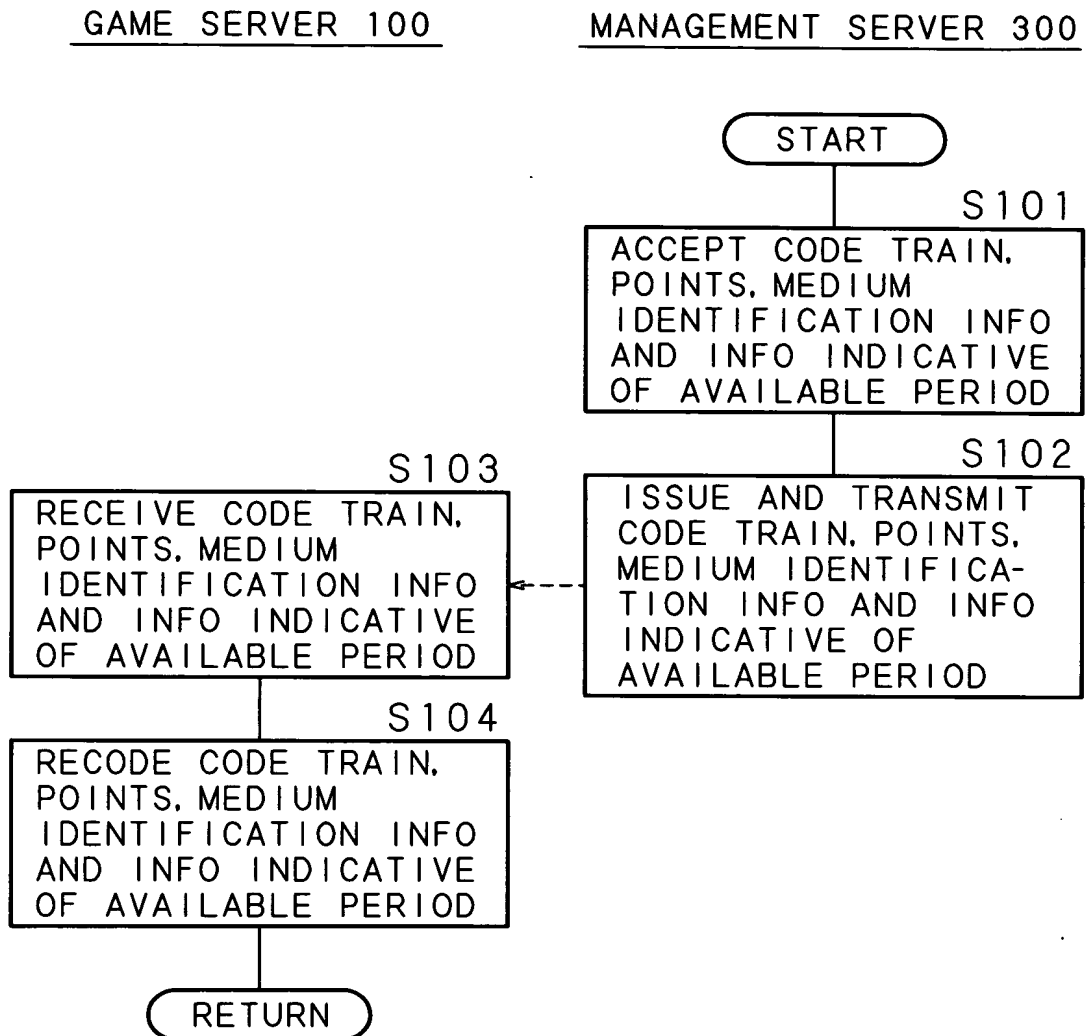 GAME SERVER 100
MANAGEMENT SERVER 300
START
S101
ACCEPT CODE TRAIN,
POINTS, MEDIUM
IDENTIFICATION INFO
AND INFO INDICATIVE
OF AVAILABLE PERIOD
S102
ISSUE AND TRANSMIT
CODE TRAIN, POINTS,
MEDIUM IDENTIFICA-
TION INFO AND INFO
INDICATIVE OF
AVAILABLE PERIOD
S103
RECEIVE CODE TRAIN,
POINTS, MEDIUM
IDENTIFICATION INFO
AND INFO INDICATIVE
OF AVAILABLE PERIOD
S104
RECODE CODE TRAIN,
POINTS, MEDIUM
IDENTIFICATION INFO
AND INFO INDICATIVE
OF AVAILABLE PERIOD
RETURN